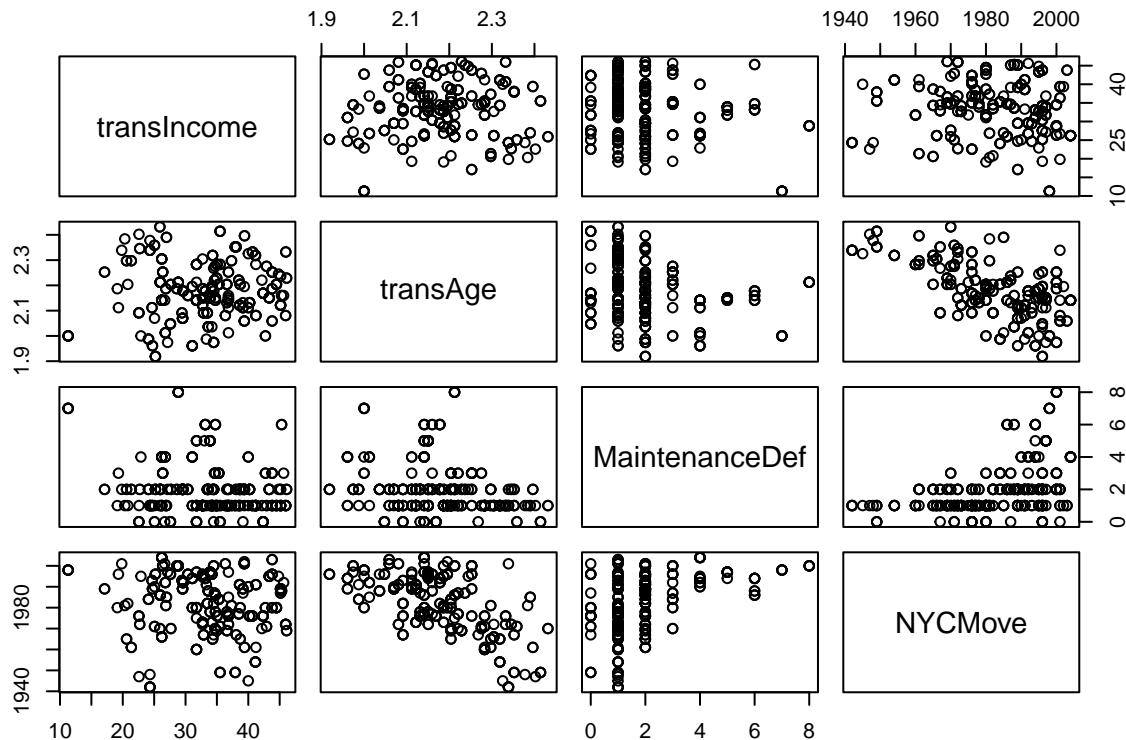 1.9 2.1 2.3 1940 1960 1980 2000
transIncome
10 25 40
1.9 2.1 2.3
transAge
MaintenanceDef
0 2 4 6 8
1940 1980
NYCMove
10 20 30 40 0 2 4 6 8